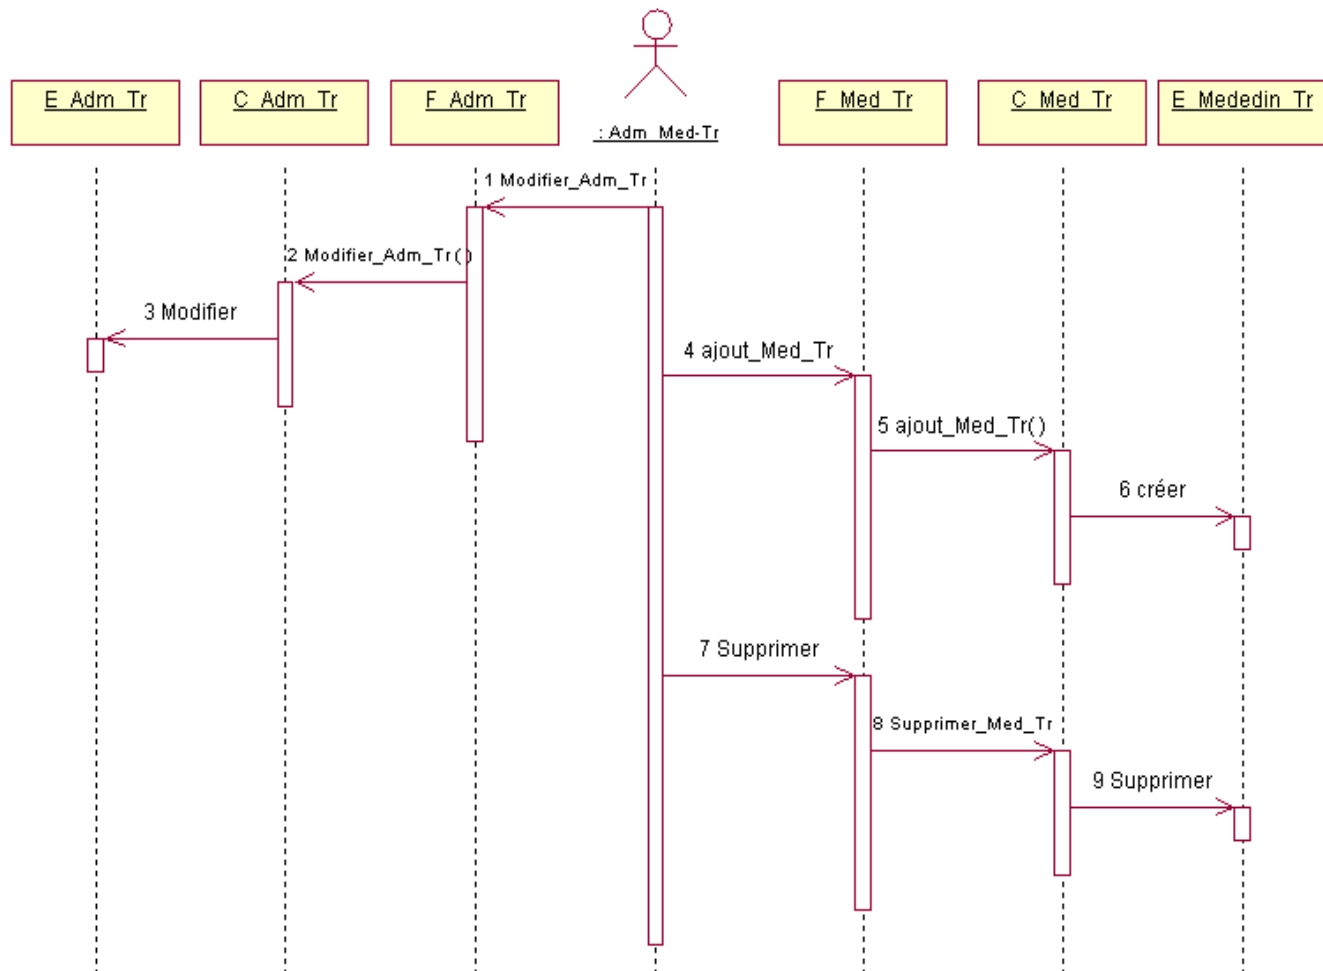 E_Adm_Tr
C_Adm_Tr
F_Adm_Tr
: Adm_Med-Tr
F_Med_Tr
C_Med_Tr
E_Mededin_Tr
1 Modifier_Adm_Tr
2 Modifier_Adm_Tr()
3 Modifier
4 ajout_Med_Tr
5 ajout_Med_Tr()
6 créer
7 Supprimer
8 Supprimer_Med_Tr
9 Supprimer